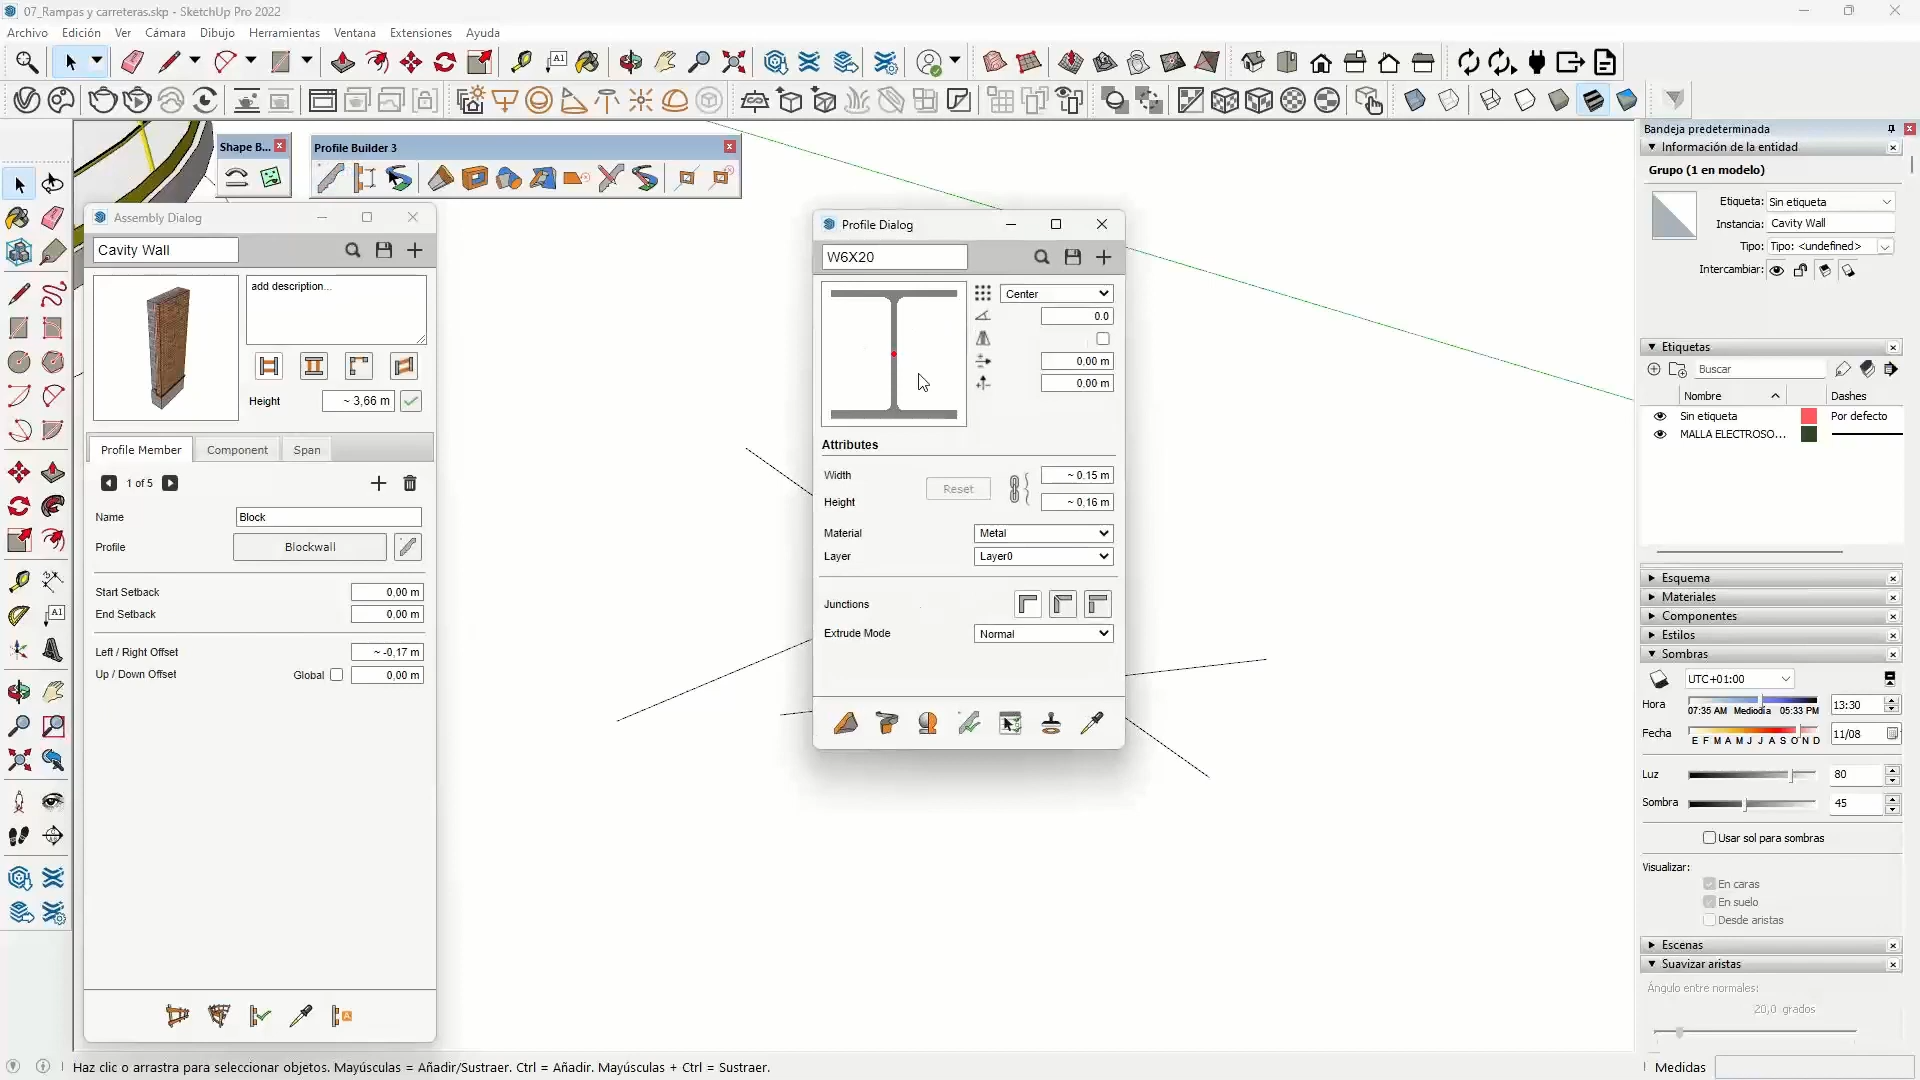 07_Rampas y carreteras.skp - SketchUp Pro 2022
Archivo Edición Ver Cámara Dibujo Herramientas Ventana Extensiones Ayuda
Shape B...
Profile Builder 3
Assembly Dialog
Cavity Wall
add description...
Height ~ 3,66 m
Profile Member Component Span
1 of 5
Name Block
Profile Blockwall
Start Setback 0,00 m
End Setback 0,00 m
Left / Right Offset ~ -0,17 m
Up / Down Offset Global 0,00 m
Profile Dialog
W6X20
Center
0.0
0,00 m
0,00 m
Attributes
Width ~ 0,15 m
Reset
Height ~ 0,16 m
Material Metal
Layer Layer0
Junctions
Extrude Mode Normal
Bandeja predeterminada
Información de la entidad
Grupo (1 en modelo)
Etiqueta: Sin etiqueta
Instancia: Cavity Wall
Tipo: Tipo: <undefined>
Intercambiar:
Etiquetas
Buscar
Nombre Dashes
Sin etiqueta Por defecto
MALLA ELECTROSO...
Esquema
Materiales
Componentes
Estilos
Sombras
UTC+01:00
Hora 07:35 AM Mediodía 05:33 PM 13:30
Fecha E F M A M J J A S O N D 11/08
Luz 80
Sombra 45
Usar sol para sombras
Visualizar:
En caras
En suelo
Desde aristas
Escenas
Suavizar aristas
Ángulo entre normales:
20,0 grados
Haz clic o arrastra para seleccionar objetos. Mayúsculas = Añadir/Sustraer. Ctrl = Añadir. Mayúsculas + Ctrl = Sustraer.
Medidas